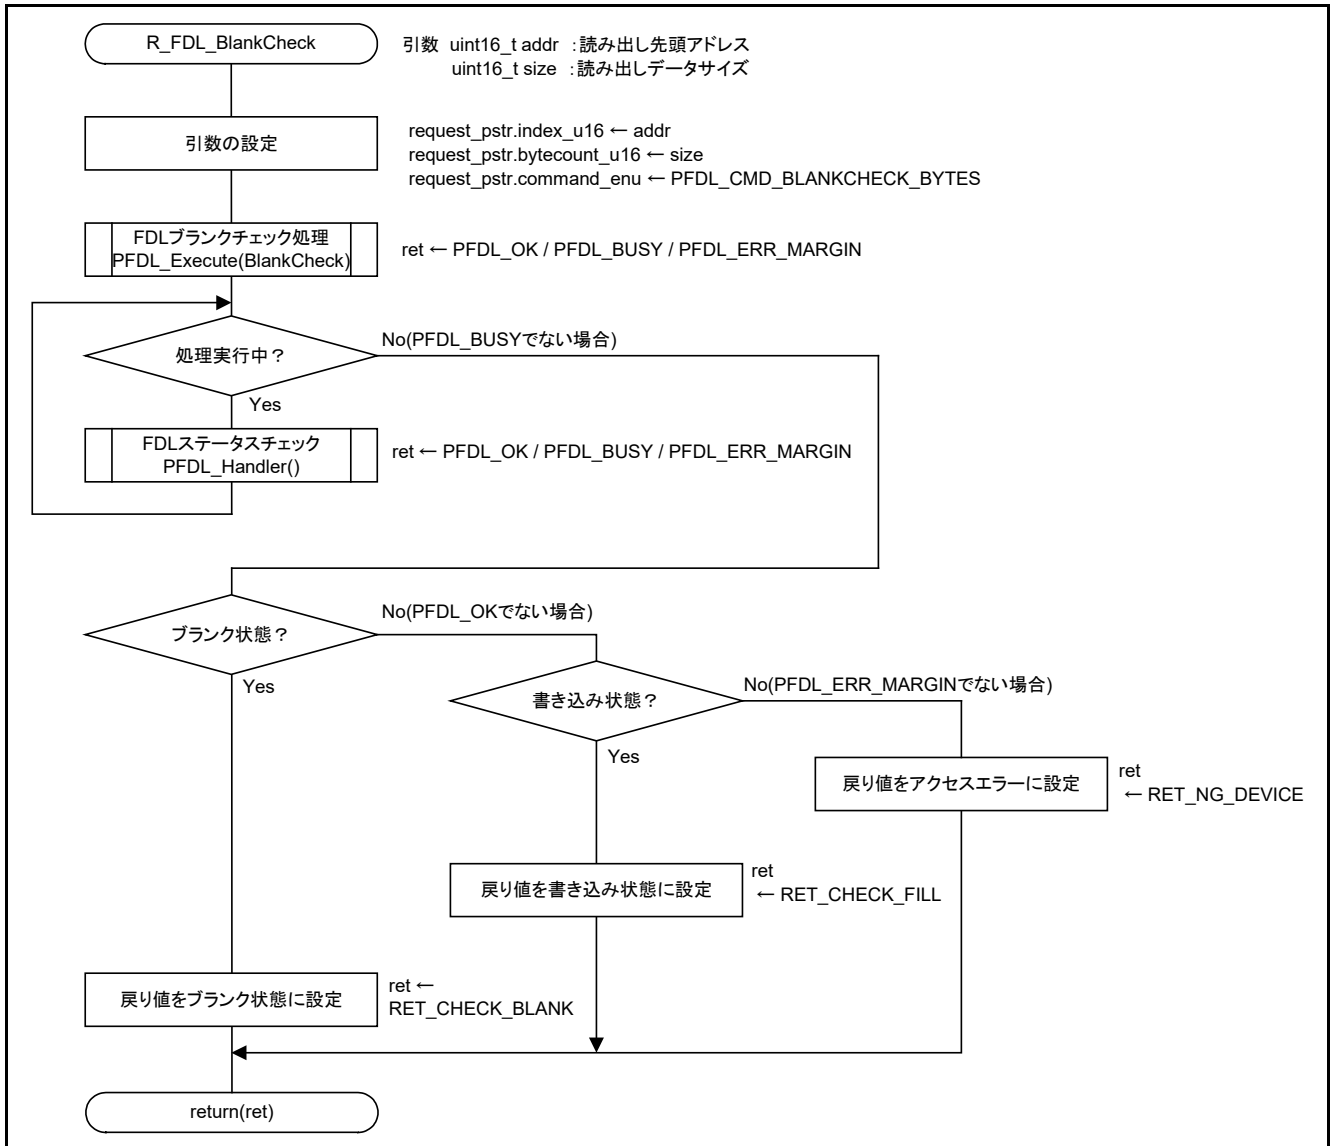 R_FDL_BlankCheck
引数 uint16_t addr :読み出し先頭アドレス
uint16_t size :読み出しデータサイズ
引数の設定
request_pstr.index_u16 ← addr
request_pstr.bytecount_u16 ← size
request_pstr.command_enu ← PFDL_CMD_BLANKCHECK_BYTES
FDLブランクチェック処理
PFDL_Execute(BlankCheck)
ret ← PFDL_OK / PFDL_BUSY / PFDL_ERR_MARGIN
処理実行中？
No(PFDL_BUSYでない場合)
Yes
FDLステータスチェック
PFDL_Handler()
ret ← PFDL_OK / PFDL_BUSY / PFDL_ERR_MARGIN
ブランク状態？
No(PFDL_OKでない場合)
Yes
書き込み状態？
No(PFDL_ERR_MARGINでない場合)
Yes
戻り値をアクセスエラーに設定
ret
← RET_NG_DEVICE
戻り値を書き込み状態に設定
ret
← RET_CHECK_FILL
戻り値をブランク状態に設定
ret ←
RET_CHECK_BLANK
return(ret)